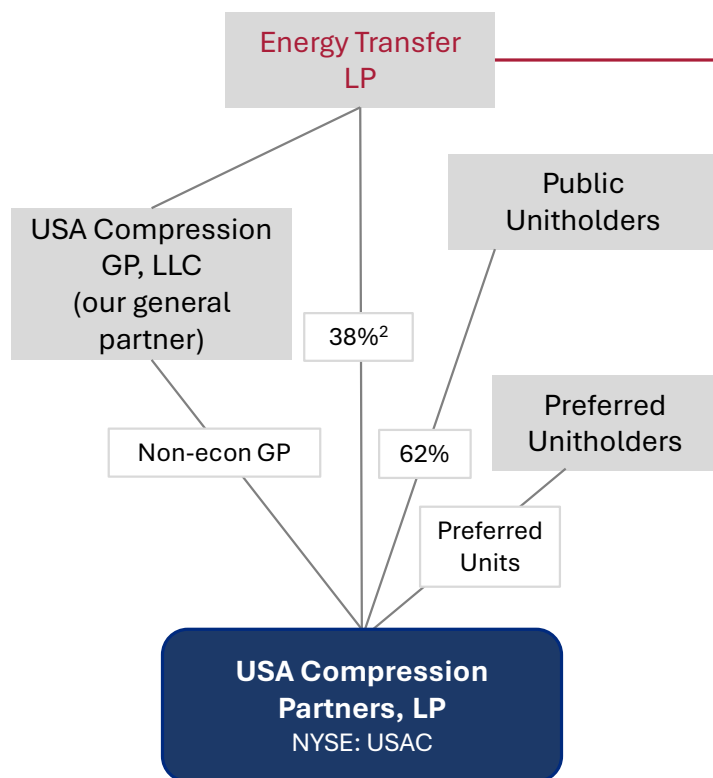 Energy Transfer
LP
Public
Unitholders
USA Compression
GP, LLC
(our general
partner)
38%²
Preferred
Unitholders
Non-econ GP
62%
Preferred
Units
USA Compression
Partners, LP
NYSE: USAC